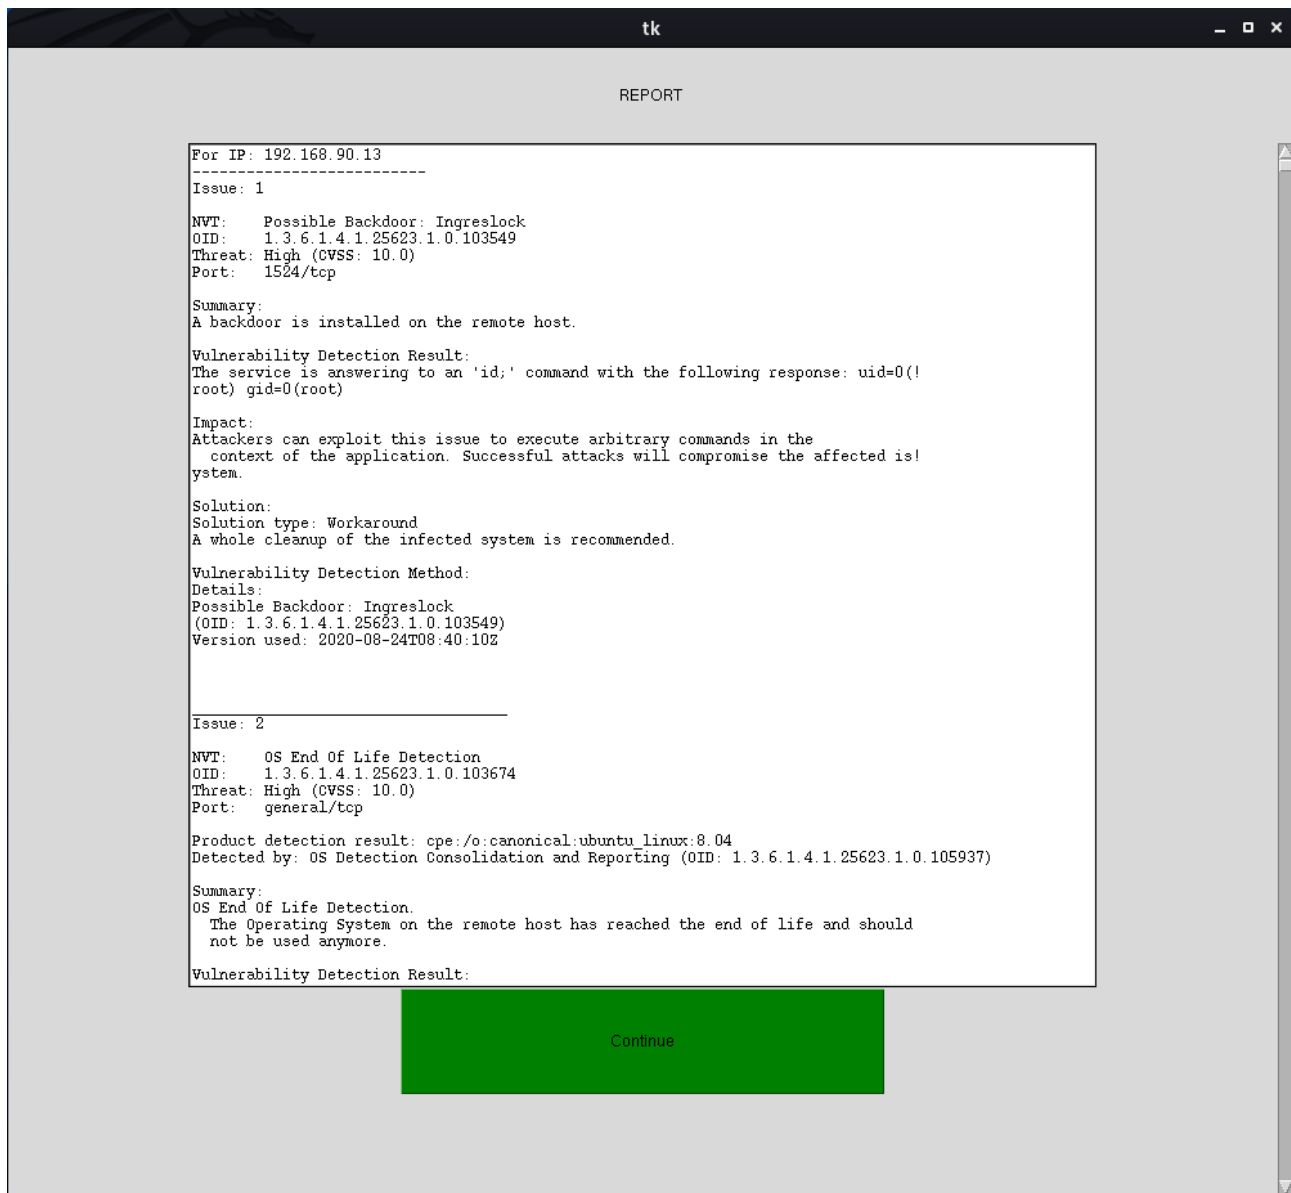 tk
REPORT
For IP: 192.168.90.13
--------------------------
Issue: 1
NVT:    Possible Backdoor: Ingreslock
OID:    1.3.6.1.4.1.25623.1.0.103549
Threat: High (CVSS: 10.0)
Port:   1524/tcp
Summary:
A backdoor is installed on the remote host.
Vulnerability Detection Result:
The service is answering to an 'id;' command with the following response: uid=0(!
root) gid=0(root)
Impact:
Attackers can exploit this issue to execute arbitrary commands in the
  context of the application. Successful attacks will compromise the affected is!
ystem.
Solution:
Solution type: Workaround
A whole cleanup of the infected system is recommended.
Vulnerability Detection Method:
Details:
Possible Backdoor: Ingreslock
(OID: 1.3.6.1.4.1.25623.1.0.103549)
Version used: 2020-08-24T08:40:10Z
___________________________________
Issue: 2
NVT:    OS End Of Life Detection
OID:    1.3.6.1.4.1.25623.1.0.103674
Threat: High (CVSS: 10.0)
Port:   general/tcp
Product detection result: cpe:/o:canonical:ubuntu_linux:8.04
Detected by: OS Detection Consolidation and Reporting (OID: 1.3.6.1.4.1.25623.1.0.105937)
Summary:
OS End Of Life Detection.
  The Operating System on the remote host has reached the end of life and should
  not be used anymore.
Vulnerability Detection Result:
Continue